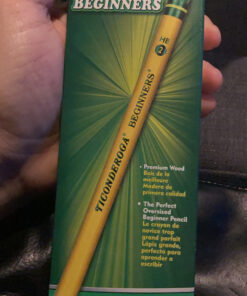 BEGINNERS
HB
2
TICONDEROGA® BEGINNERS®
• Premium Wood
Bois de la
meilleure
Madera de
primera calidad
• The Perfect
Oversized
Beginner Pencil
Le crayon de
novice trop
grand parfait
Lápiz grande,
perfecto para
aprender a
escribir